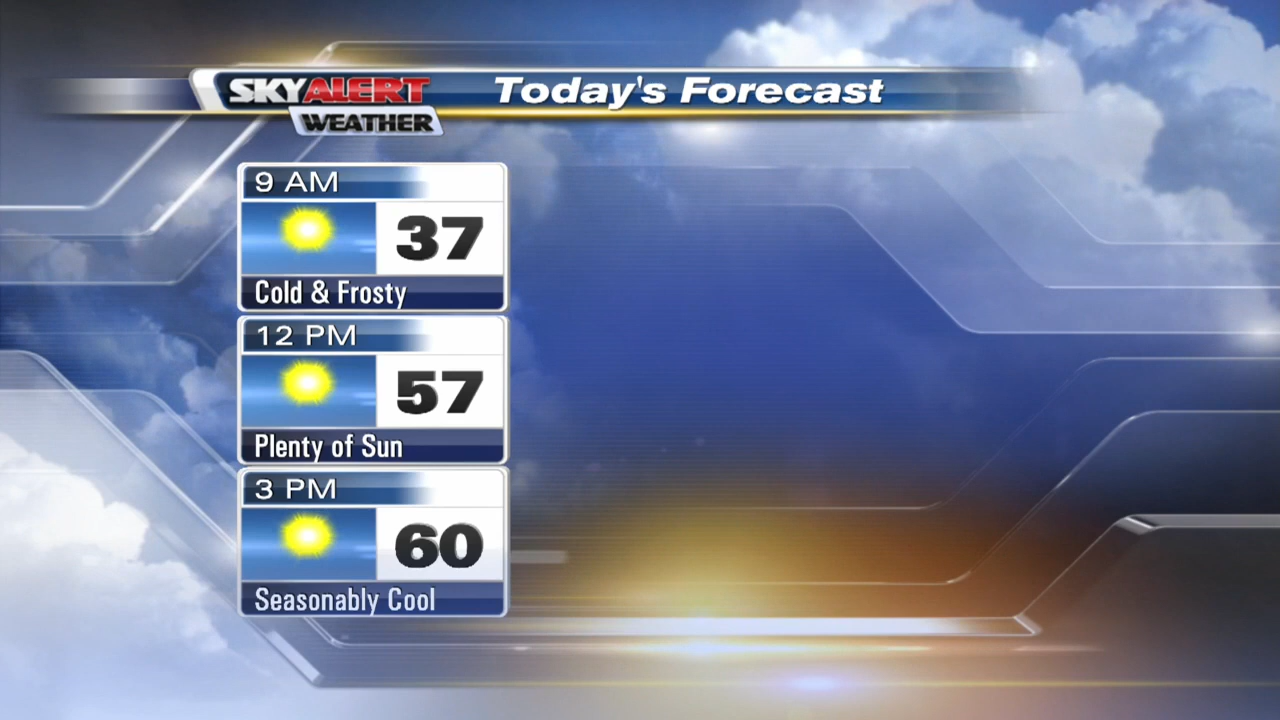 SKYALERT
WEATHER
Today's Forecast
9 AM
37
Cold & Frosty
12 PM
57
Plenty of Sun
3 PM
60
Seasonably Cool